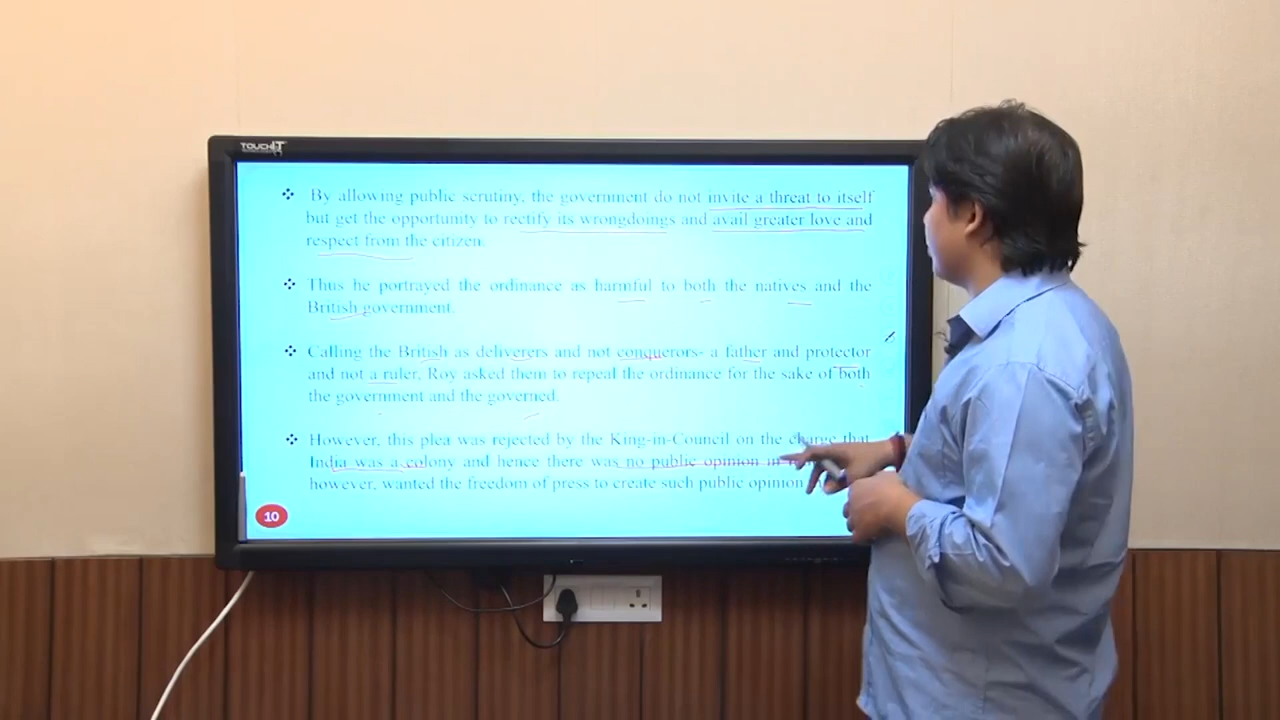 TOUCHIT
❖ By allowing public scrutiny, the government do not invite a threat to itself
but get the opportunity to rectify its wrongdoings and avail greater love and
respect from the citizen.
❖ Thus he portrayed the ordinance as harmful to both the natives and the
British government.
❖ Calling the British as deliverers and not conquerors- a father and protector
and not a ruler, Roy asked them to repeal the ordinance for the sake of both
the government and the governed.
❖ However, this plea was rejected by the King-in-Council on the charge that
India was a colony and hence there was no public opinion in
however, wanted the freedom of press to create such public opinion
10